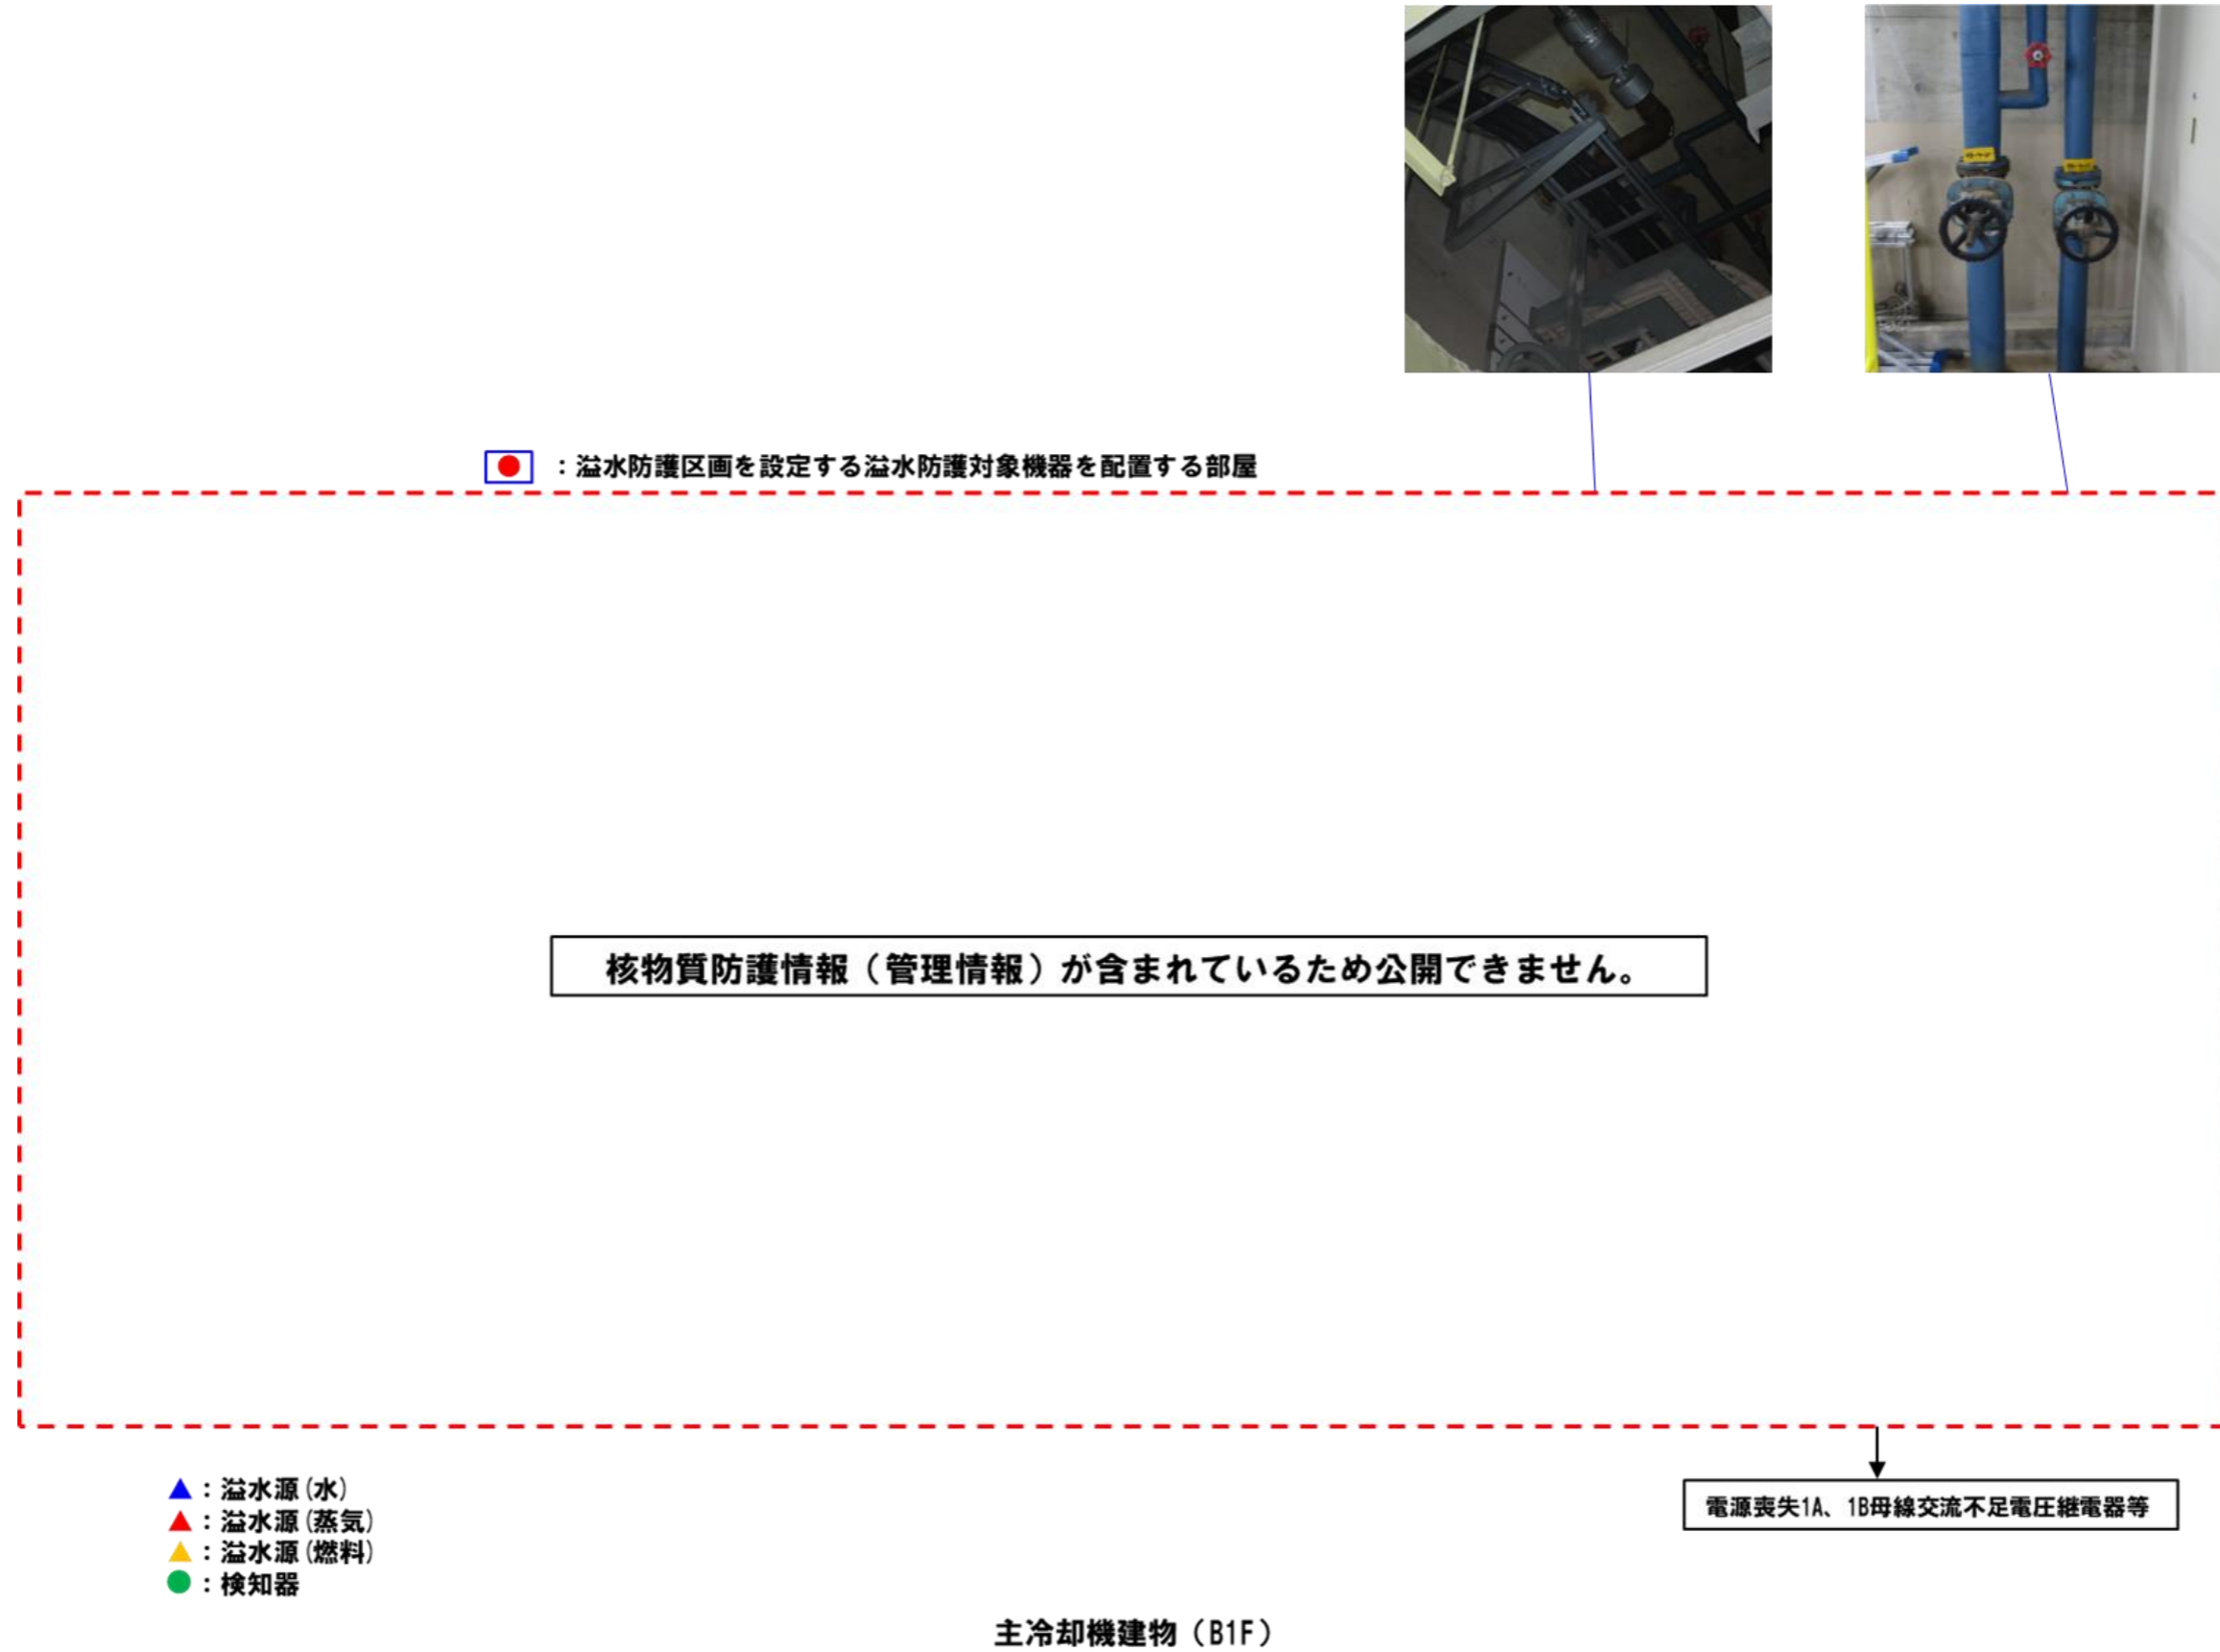 ：溢水防護区画を設定する溢水防護対象機器を配置する部屋
核物質防護情報（管理情報）が含まれているため公開できません。
：溢水源(水)
：溢水源(蒸気)
：溢水源(燃料)
：検知器
電源喪失1A、1B母線交流不足電圧継電器等
主冷却機建物（B1F）